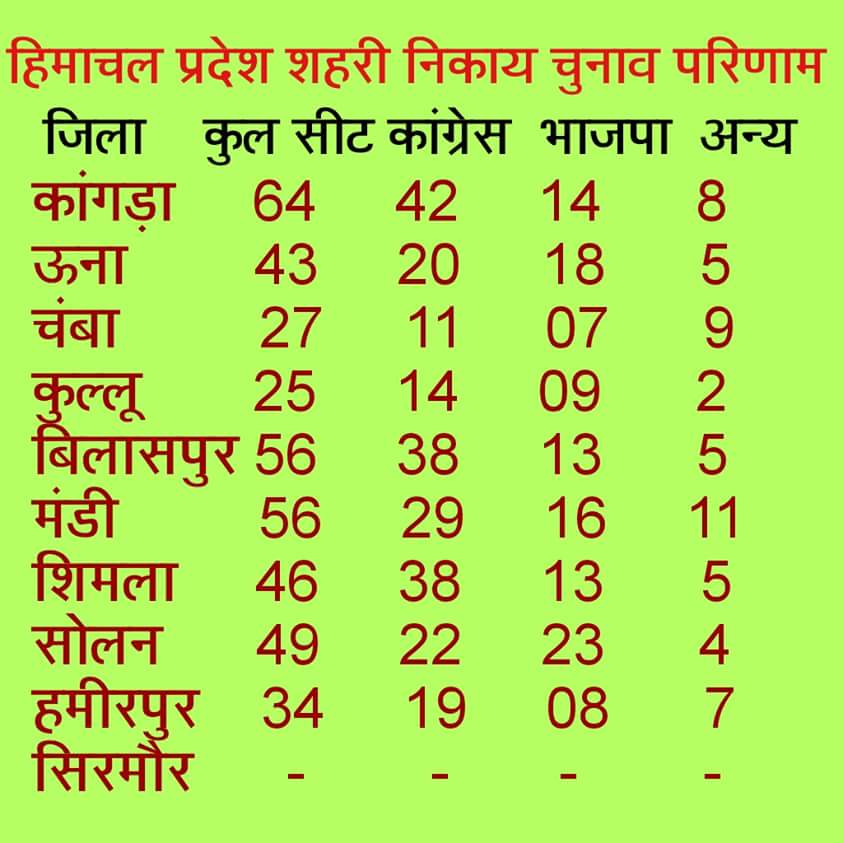 हिमाचल प्रदेश शहरी निकाय चुनाव परिणाम
जिला कुल सीट कांग्रेस भाजपा अन्य
कांगड़ा 64 42 14 8
ऊना 43 20 18 5
चंबा 27 11 07 9
कुल्लू 25 14 09 2
बिलासपुर 56 38 13 5
मंडी 56 29 16 11
शिमला 46 38 13 5
सोलन 49 22 23 4
हमीरपुर 34 19 08 7
सिरमौर - - - -